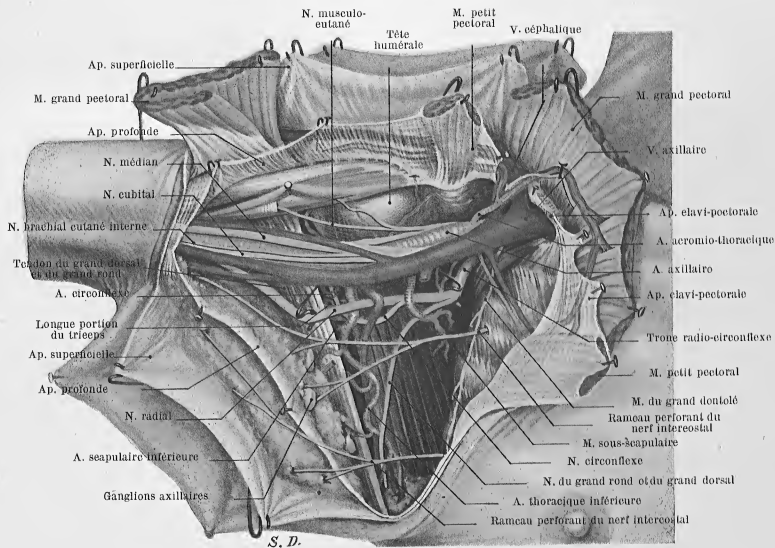 N. musculo-
cutané
Tête
humérale
M. petit
pectoral
V. céphalique
Ap. superficielle
M. grand pectoral
Ap. profonde
N. médian
N. cubital
N. brachial cutané interne
Tendon du grand dorsal
et du grand rond
A. circonflexe
Longue portion
du triceps
Ap. superficielle
Ap. profonde
N. radial
A. scapulaire inférieure
Ganglions axillaires
M. grand pectoral
V. axillaire
Ap. clavi-pectorale
A. acromio-thoracique
A. axillaire
Ap. clavi-pectorale
Tronc radio-circonflexe
M. petit pectoral
M. du grand dentelé
Rameau perforant du
nerf intercostal
M. sous-scapulaire
N. circonflexe
N. du grand rond et du grand dorsal
A. thoracique inférieure
Rameau perforant du nerf intercostal
S. D.